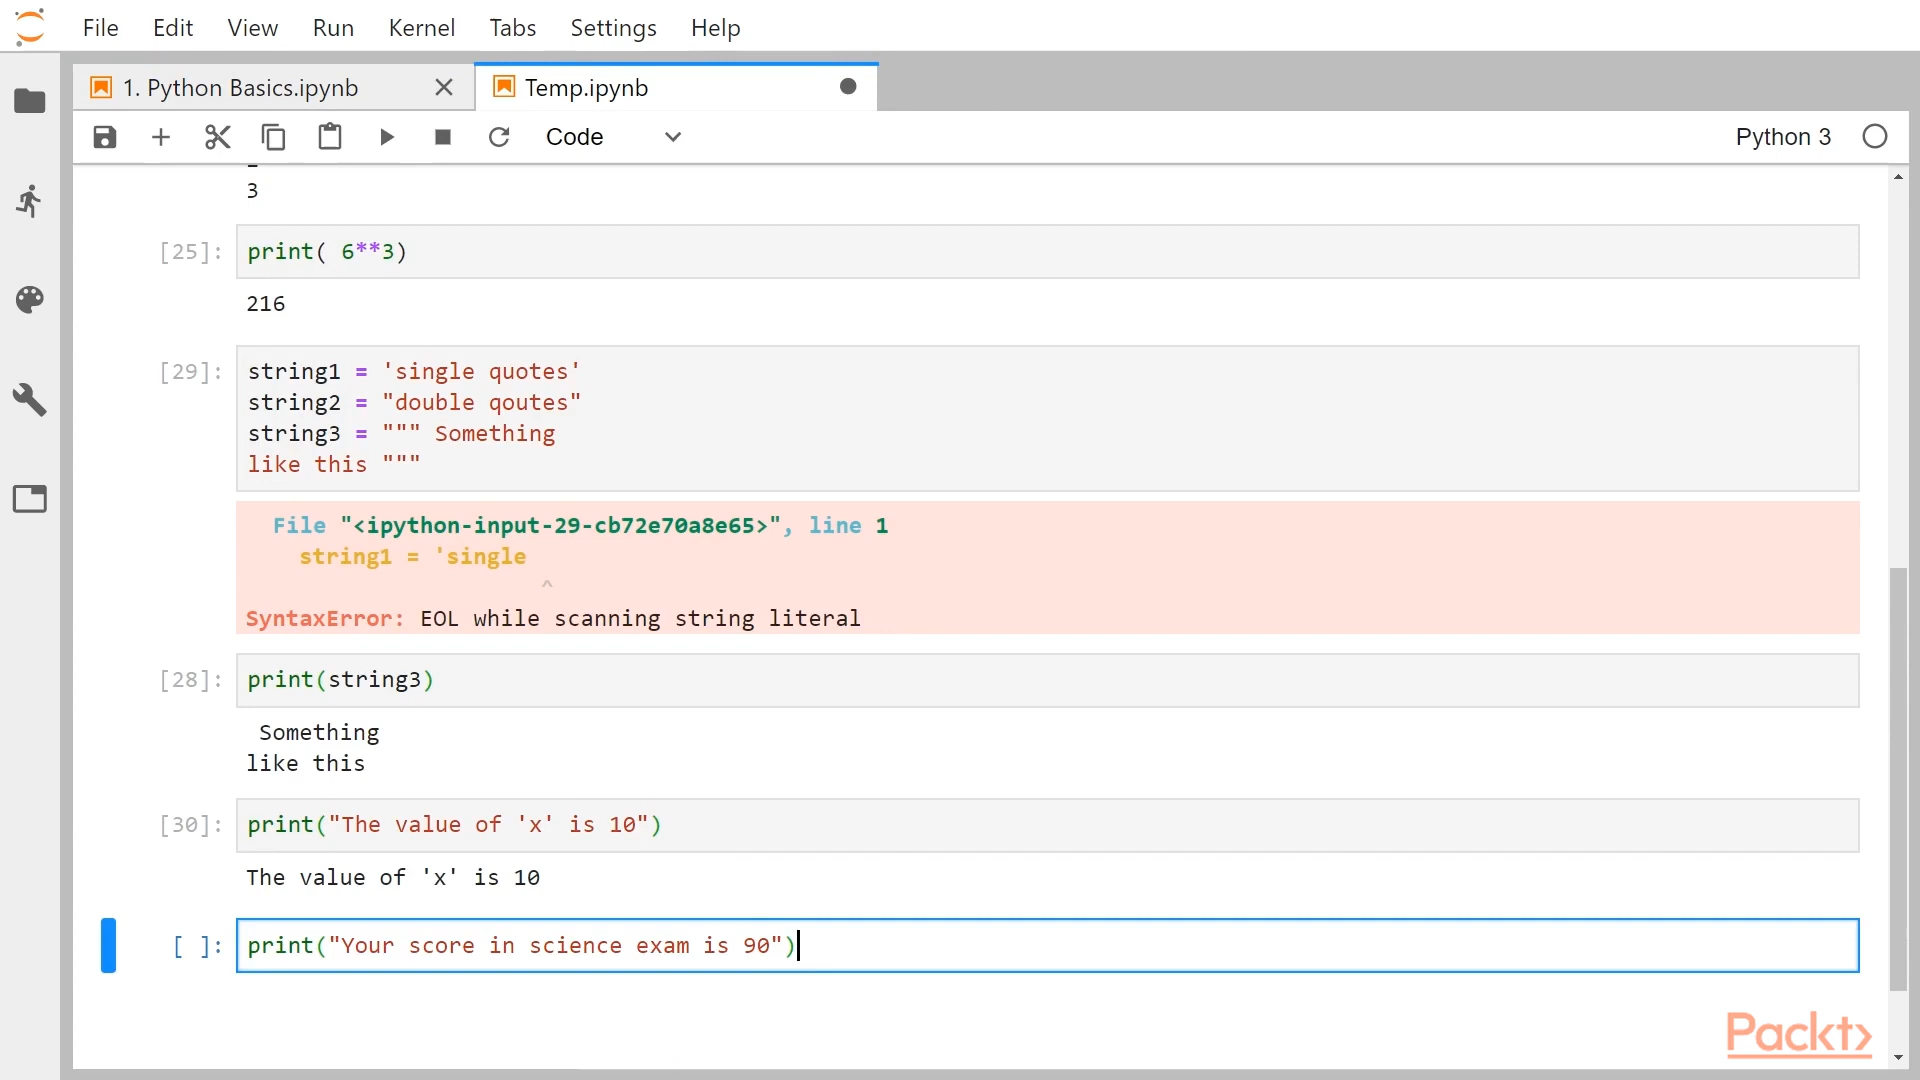 File Edit View Run Kernel Tabs Settings Help
1. Python Basics.ipynb Temp.ipynb
Code Python 3
3
[25]: print( 6**3)
216
[29]: string1 = 'single quotes'
string2 = "double qoutes"
string3 = """ Something
like this """
File "<ipython-input-29-cb72e70a8e65>", line 1
string1 = 'single
^
SyntaxError: EOL while scanning string literal
[28]: print(string3)
Something
like this
[30]: print("The value of 'x' is 10")
The value of 'x' is 10
[ ]: print("Your score in science exam is 90")
Packt>